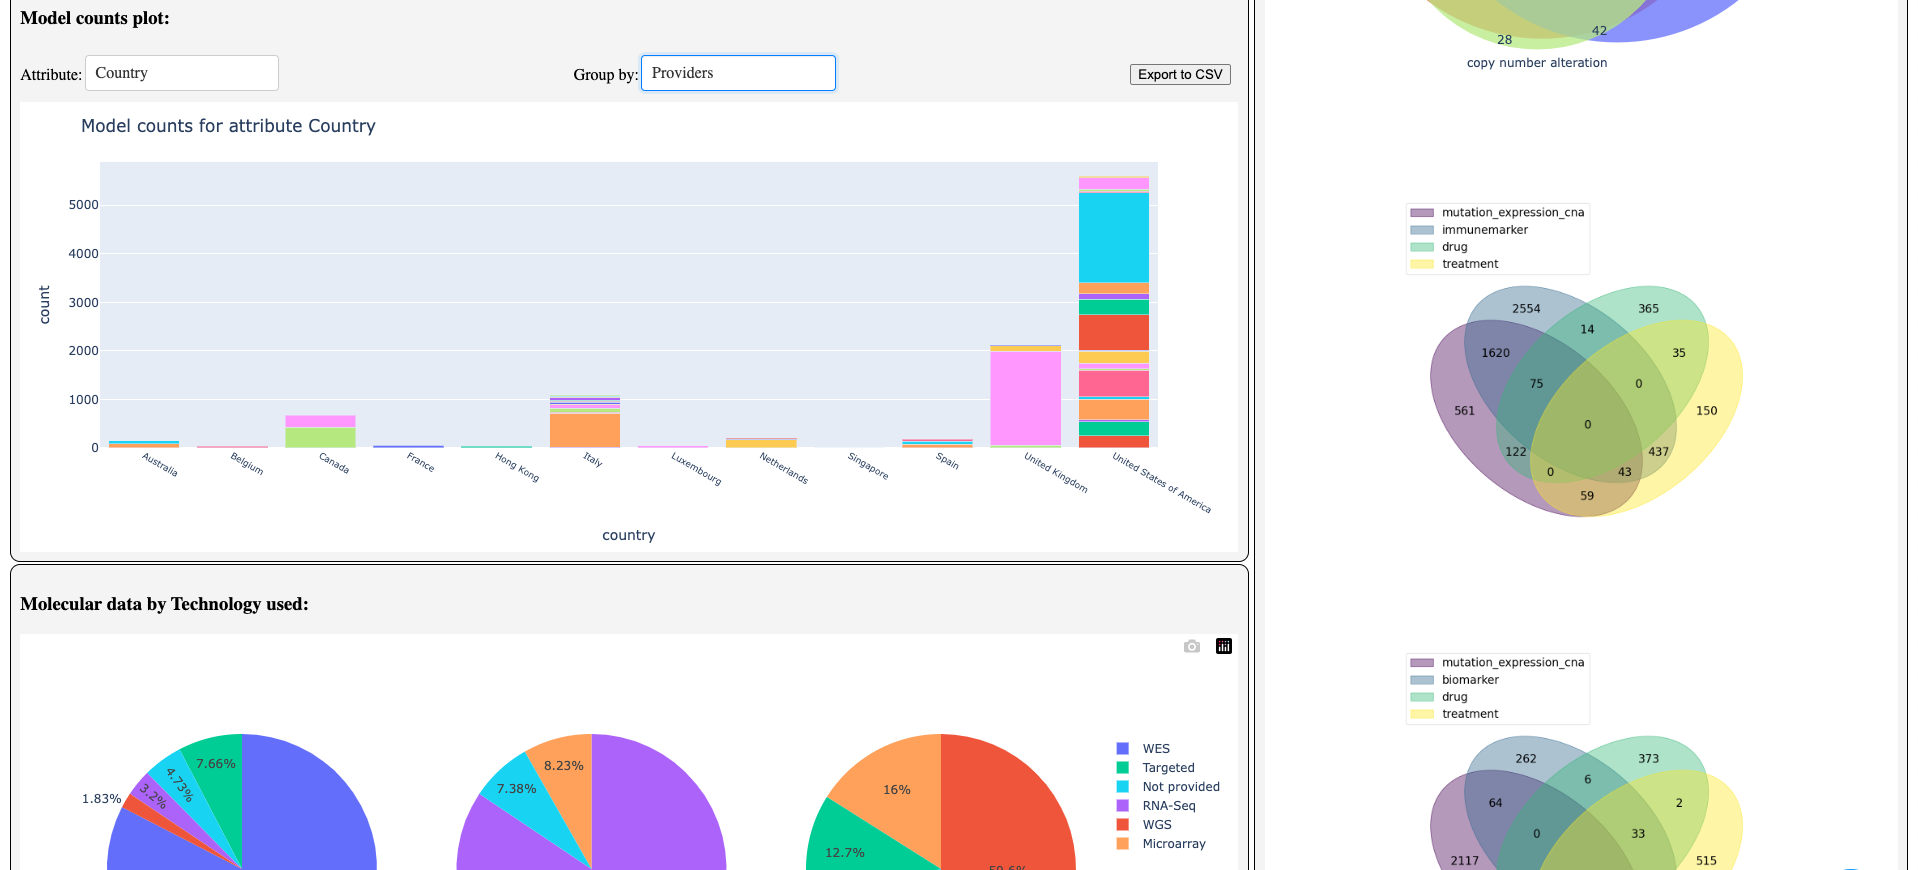 Model counts plot:
Attribute: Country
Group by: Providers
Export to CSV
Model counts for attribute Country
count
5000
4000
3000
2000
1000
0
Australia
Belgium
Canada
France
Hong Kong
Italy
Luxembourg
Netherlands
Singapore
Spain
United Kingdom
United States of America
country
Molecular data by Technology used:
7.66%
4.73%
3.2%
1.83%
8.23%
7.38%
16%
12.7%
WES
Targeted
Not provided
RNA-Seq
WGS
Microarray
28
42
copy number alteration
mutation_expression_cna
immunemarker
drug
treatment
2554
365
14
1620
35
75
0
561
150
0
122
437
0
43
59
mutation_expression_cna
biomarker
drug
treatment
262
373
6
64
2
0
33
2117
515